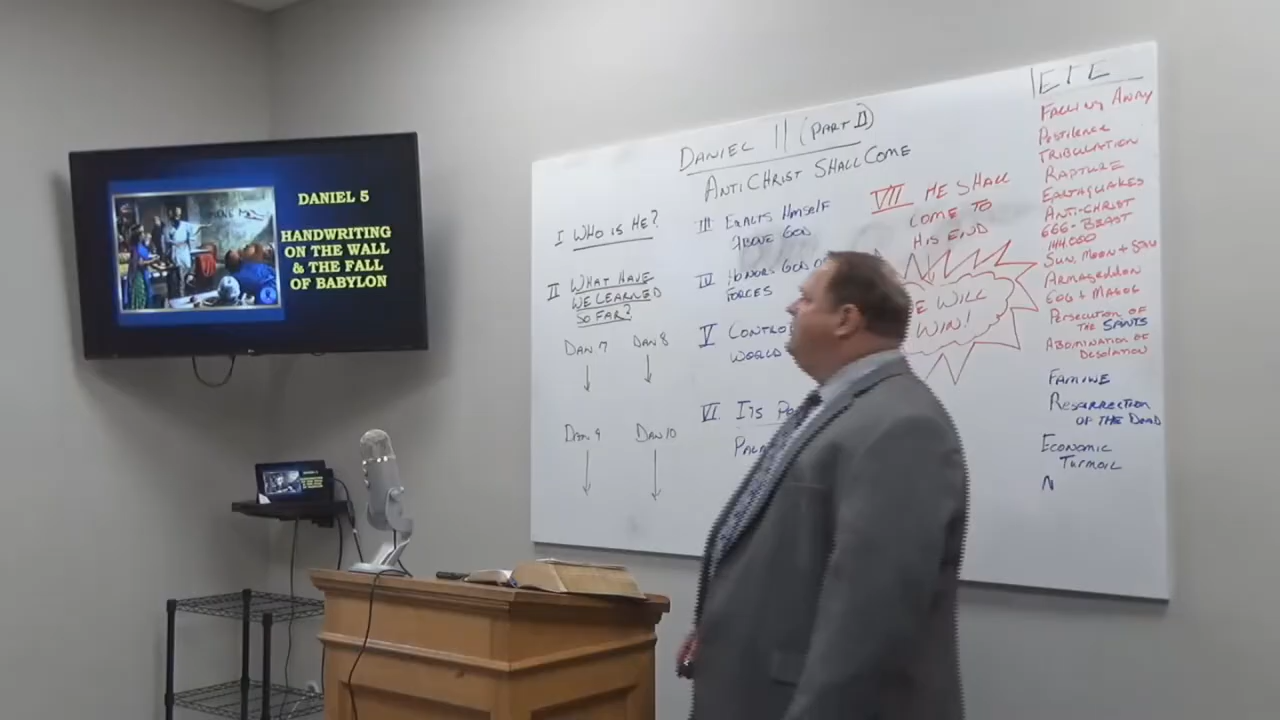 DANIEL 5
HANDWRITING
ON THE WALL
& THE FALL
OF BABYLON
DANIEL 11 (PART II)
ANTICHRIST SHALL COME
I WHO IS HE?
II WHAT HAVE
WE LEARNED
SO FAR?
DAN 7 DAN 8
DAN 9 DAN 10
III EXALTS HIMSELF
ABOVE GOD
IV HONORS GOD OF
FORCES
V
WORLD
VI. ITS
VII HE SHALL
COME TO
HIS END
WILL
WIN!
FALLING AWAY
PESTILENCE
TRIBULATION
RAPTURE
EARTHQUAKES
ANTI-CHRIST
666-BEAST
144,000
SUN, MOON + STAR
ARMAGEDDON
GOG + MAGOG
PERSECUTION OF
THE SAINTS
ABOMINATION OF
DESOLATION
FAMINE
RESURRECTION
OF THE DEAD
ECONOMIC
TURMOIL
N